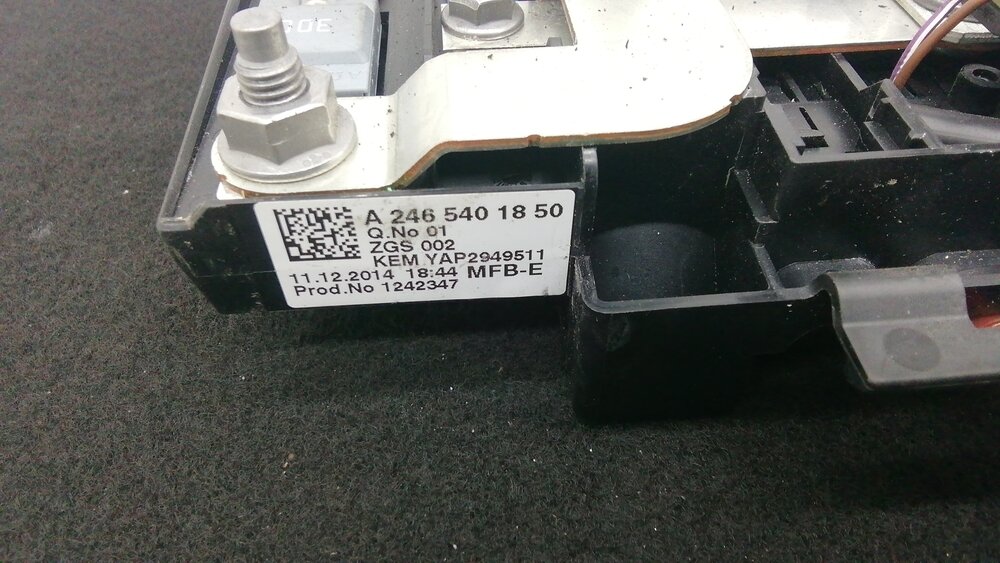 A 246 540 18 50
Q.No 01
ZGS 002
KEM YAP2949511
11.12.2014 18:44 MFB-E
Prod.No 1242347